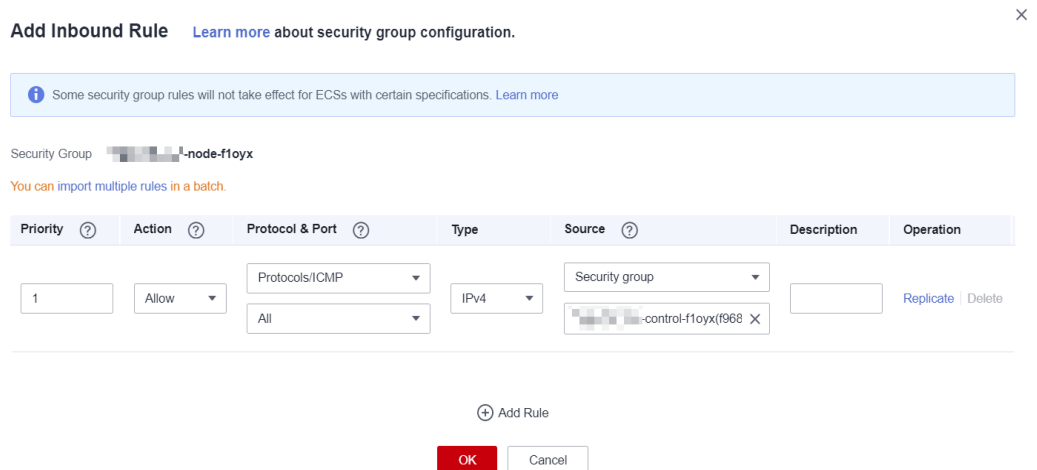 Add Inbound Rule Learn more about security group configuration.
Some security group rules will not take effect for ECSs with certain specifications. Learn more
Security Group -node-f1oyx
You can import multiple rules in a batch.
Priority ? Action ? Protocol & Port ? Type Source ? Description Operation
Protocols/ICMP Security group
1 Allow IPv4 Replicate Delete
All -control-f1oyx(f968
Add Rule
OK Cancel